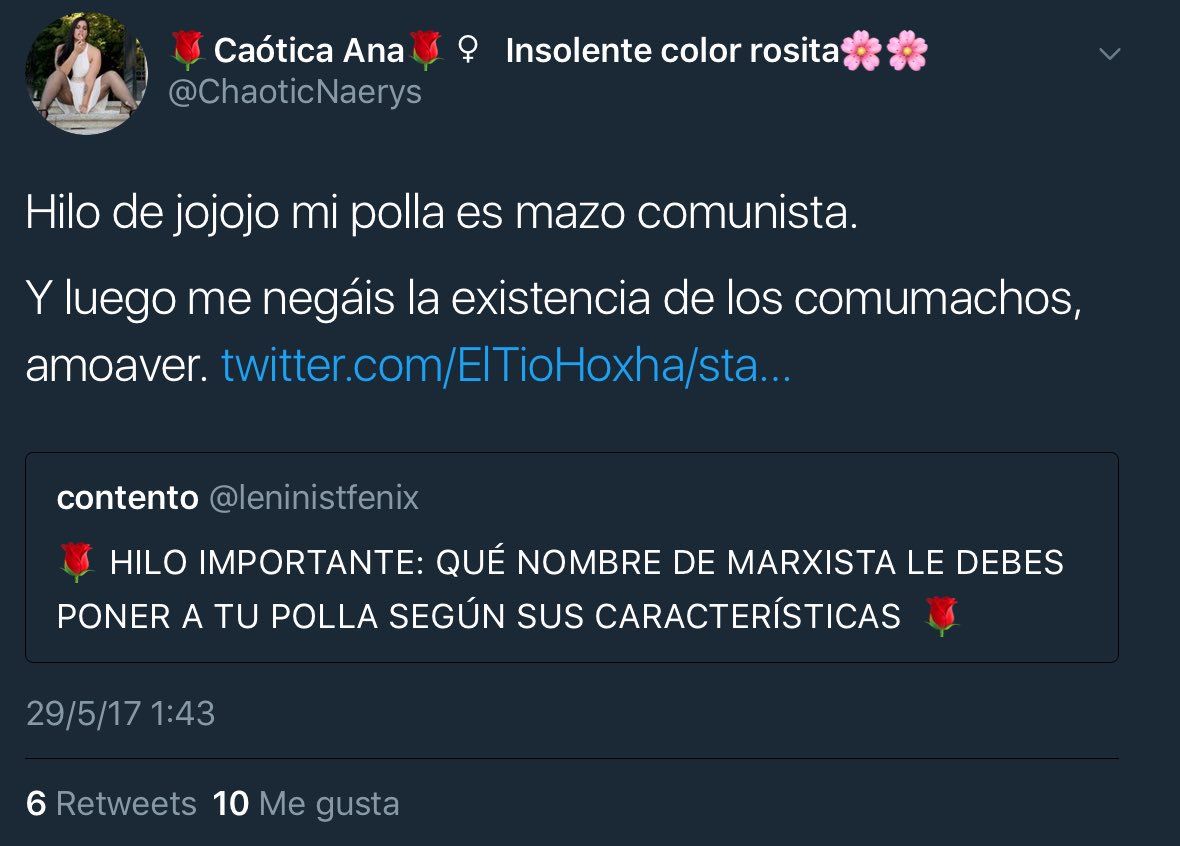 🌹 Caótica Ana🌹 ♀ Insolente color rosita🌸🌸
@ChaoticNaerys
Hilo de jojojo mi polla es mazo comunista.
Y luego me negáis la existencia de los comumachos,
amoaver. twitter.com/ElTioHoxha/sta...
contento @leninistfenix
🌹 HILO IMPORTANTE: QUÉ NOMBRE DE MARXISTA LE DEBES
PONER A TU POLLA SEGÚN SUS CARACTERÍSTICAS 🌹
29/5/17 1:43
6 Retweets 10 Me gusta